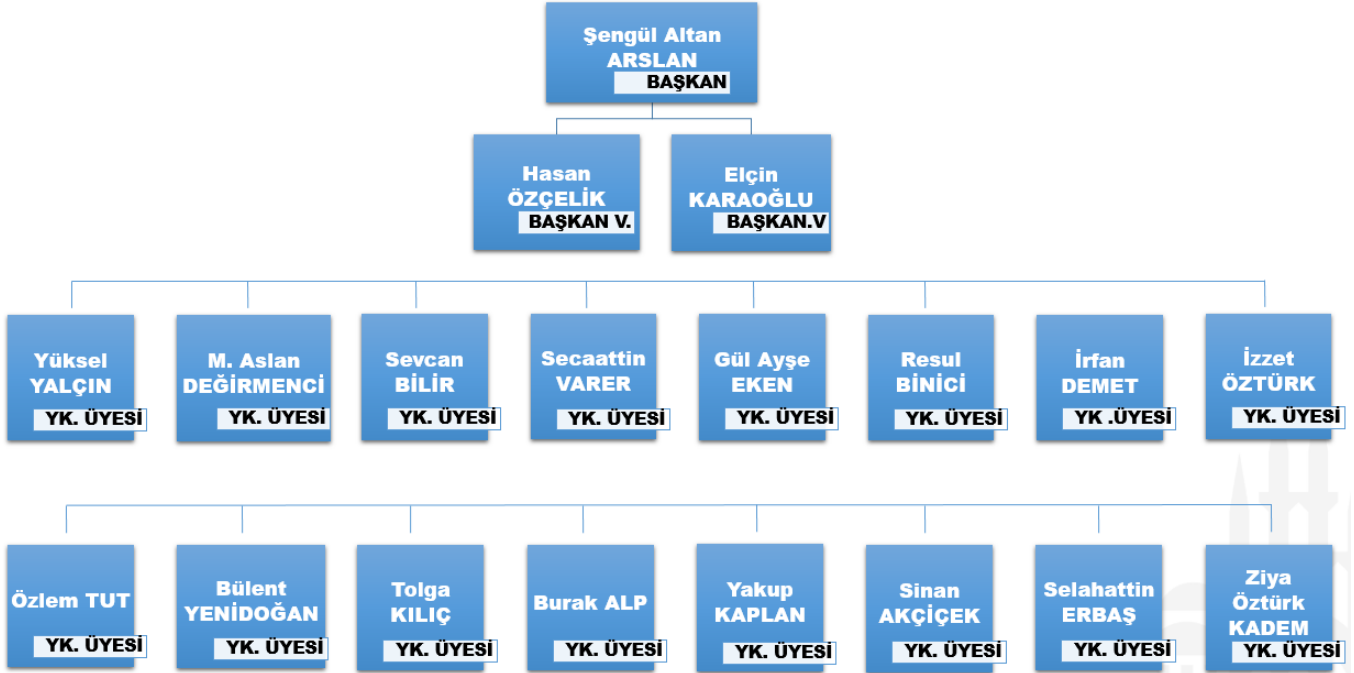 Şengül Altan
ARSLAN
BAŞKAN
Hasan
ÖZÇELİK
BAŞKAN V.
Elçin
KARAOĞLU
BAŞKAN.V
Yüksel
YALÇIN
YK. ÜYESİ
M. Aslan
DEĞİRMENCİ
YK. ÜYESİ
Sevcan
BİLİR
YK. ÜYESİ
Secaattin
VARER
YK. ÜYESİ
Gül Ayşe
EKEN
YK. ÜYESİ
Resul
BİNİCİ
YK. ÜYESİ
İrfan
DEMET
YK .ÜYESİ
İzzet
ÖZTÜRK
YK. ÜYESİ
Özlem TUT
YK. ÜYESİ
Bülent
YENİDOĞAN
YK. ÜYESİ
Tolga
KILIÇ
YK. ÜYESİ
Burak ALP
YK. ÜYESİ
Yakup
KAPLAN
YK. ÜYESİ
Sinan
AKÇİÇEK
YK. ÜYESİ
Selahattin
ERBAŞ
YK. ÜYESİ
Ziya
Öztürk
KADEM
YK. ÜYESİ